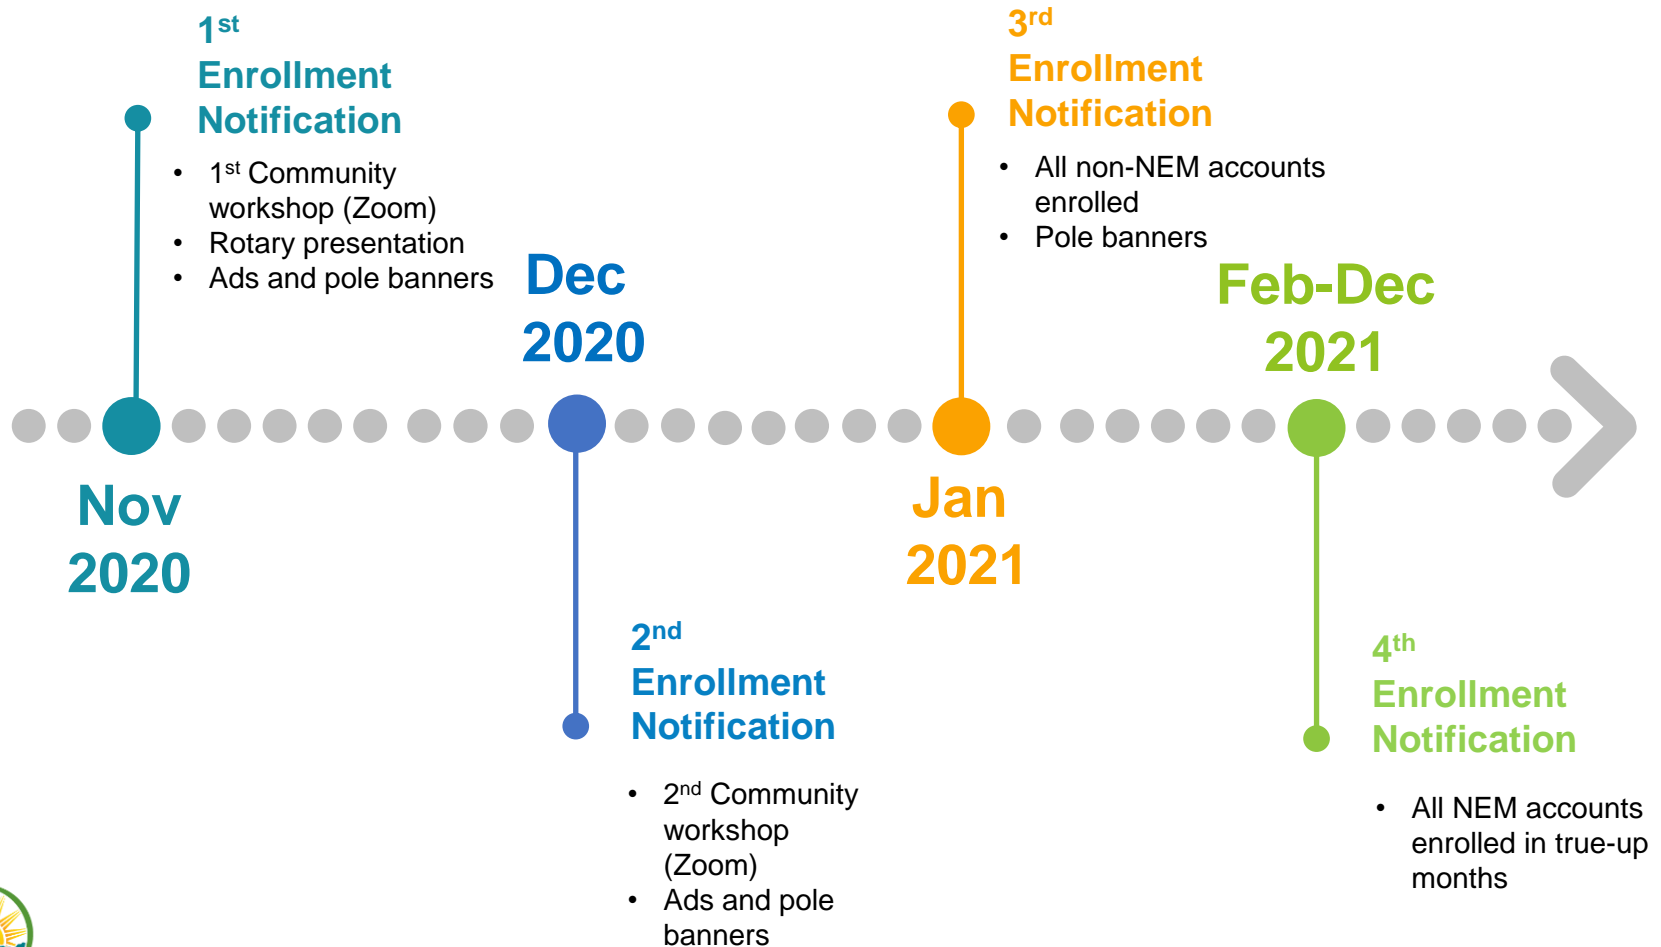 1st
Enrollment
Notification
• 1st Community
workshop (Zoom)
• Rotary presentation
• Ads and pole banners
Nov
2020
Dec
2020
2nd
Enrollment
Notification
• 2nd Community
workshop
(Zoom)
• Ads and pole
banners
3rd
Enrollment
Notification
• All non-NEM accounts
enrolled
• Pole banners
Jan
2021
Feb-Dec
2021
4th
Enrollment
Notification
• All NEM accounts
enrolled in true-up
months